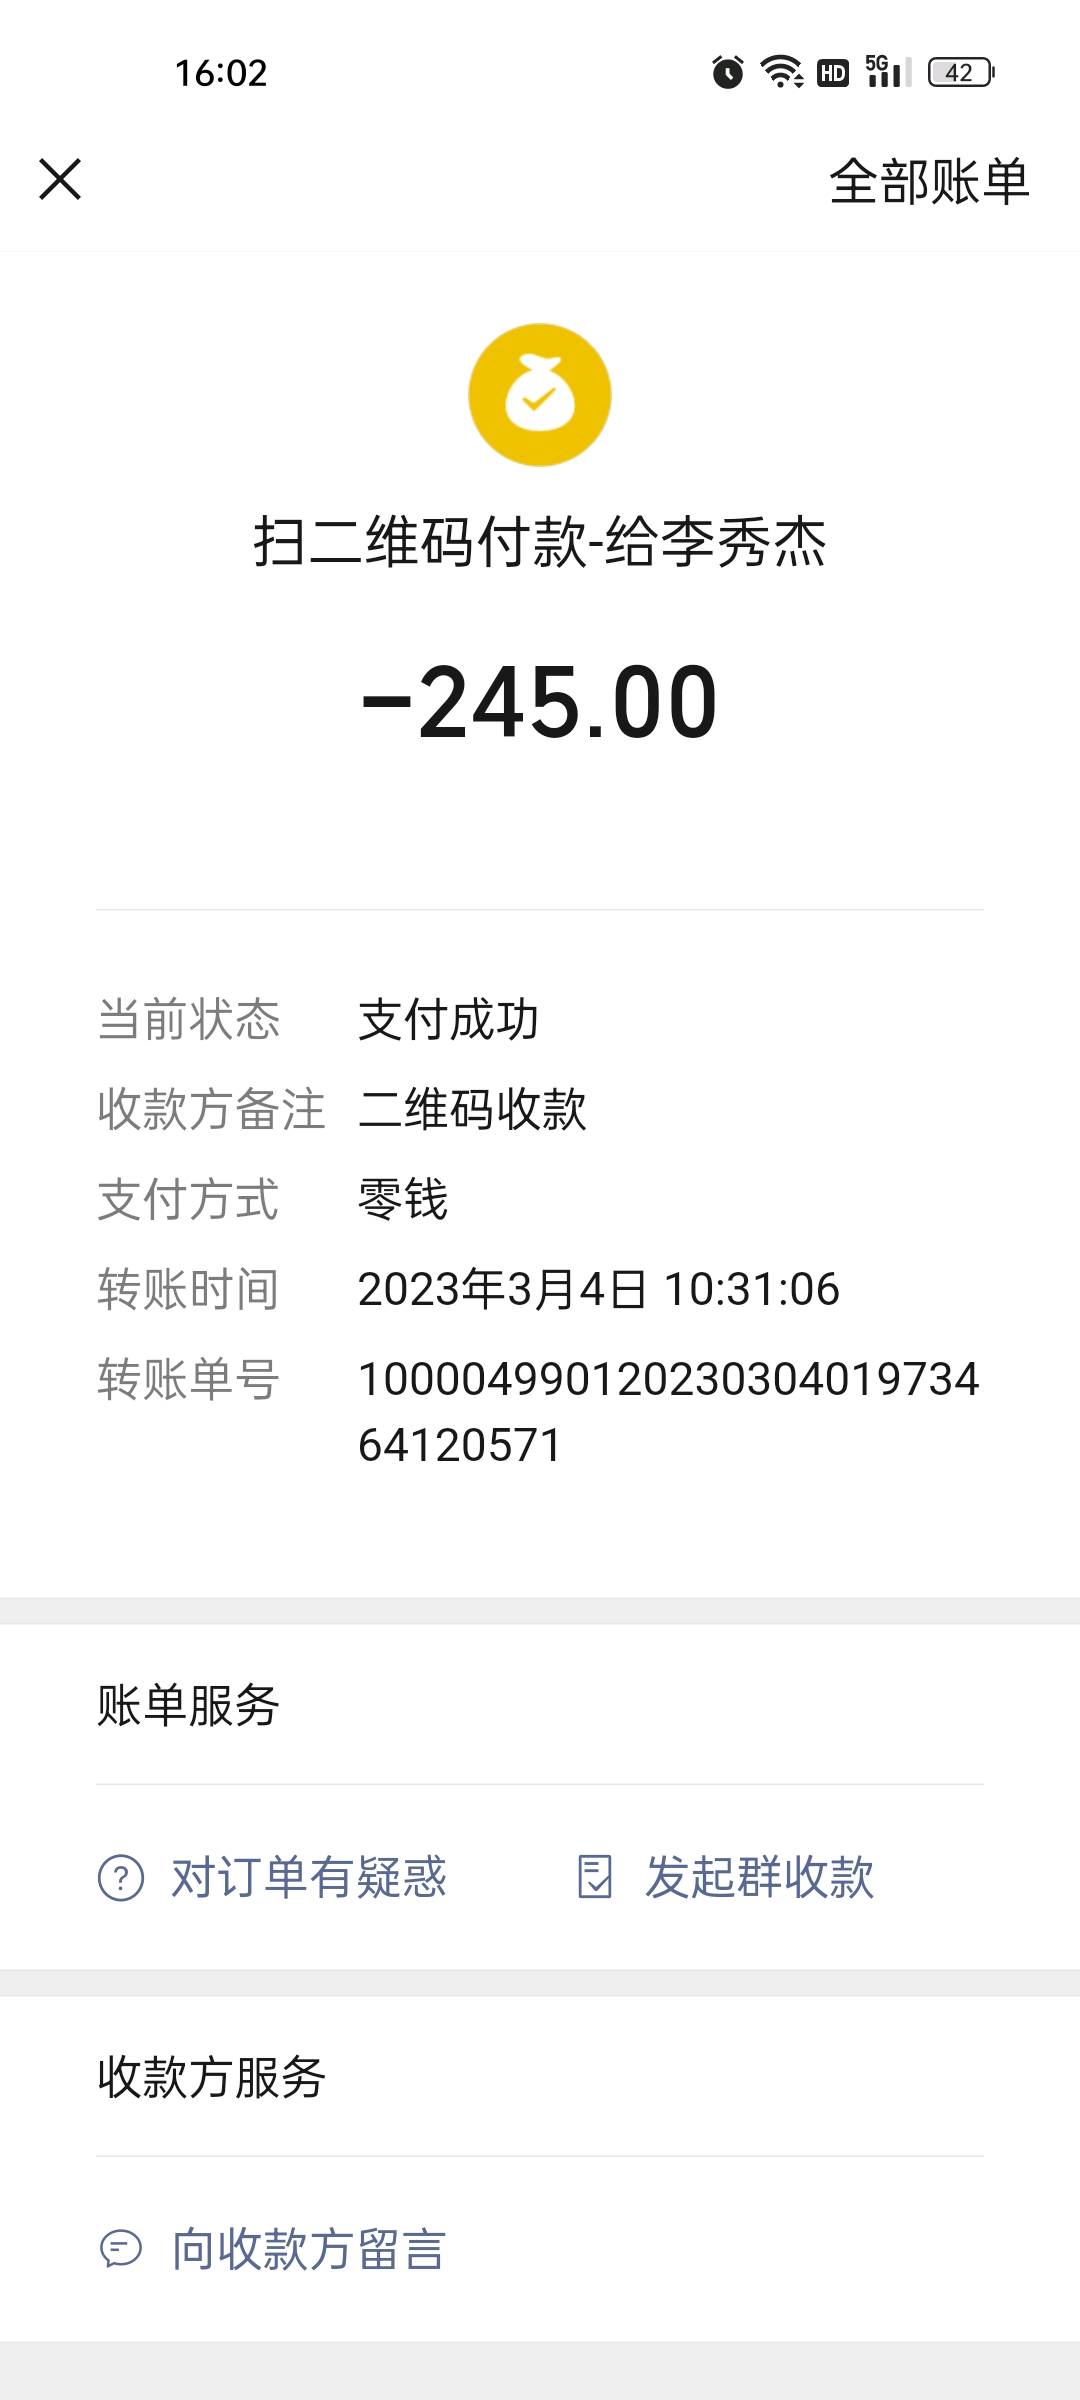 16:02
HD 5G 42
全部账单
扫二维码付款-给李秀杰
-245.00
当前状态 支付成功
收款方备注 二维码收款
支付方式 零钱
转账时间 2023年3月4日 10:31:06
转账单号 100004990120230304019734
64120571
账单服务
对订单有疑惑 发起群收款
收款方服务
向收款方留言